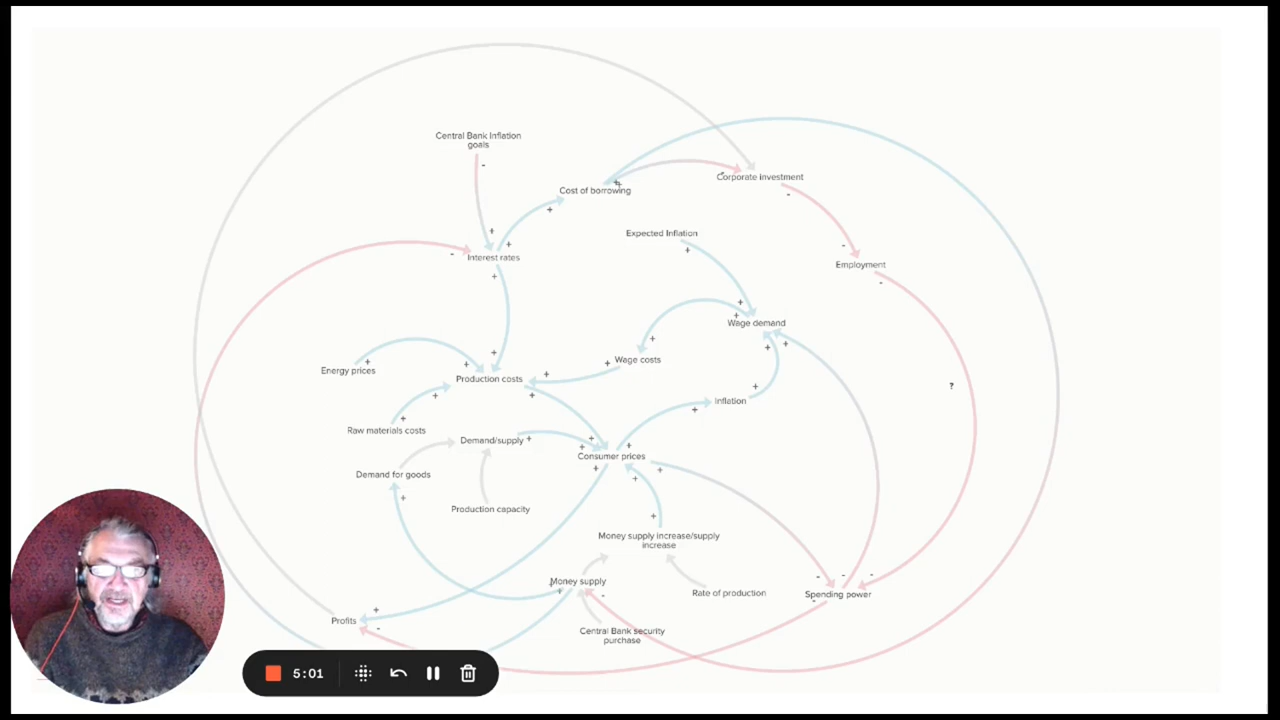 Central Bank Inflation
goals
Cost of borrowing
Corporate investment
Expected Inflation
Interest rates
Employment
Wage demand
Wage costs
Energy prices
Production costs
Inflation
Raw materials costs
Demand/supply
Consumer prices
Demand for goods
Production capacity
Money supply increase/supply
increase
Money supply
Rate of production
Spending power
Profits
Central Bank security
purchase
?
5:01